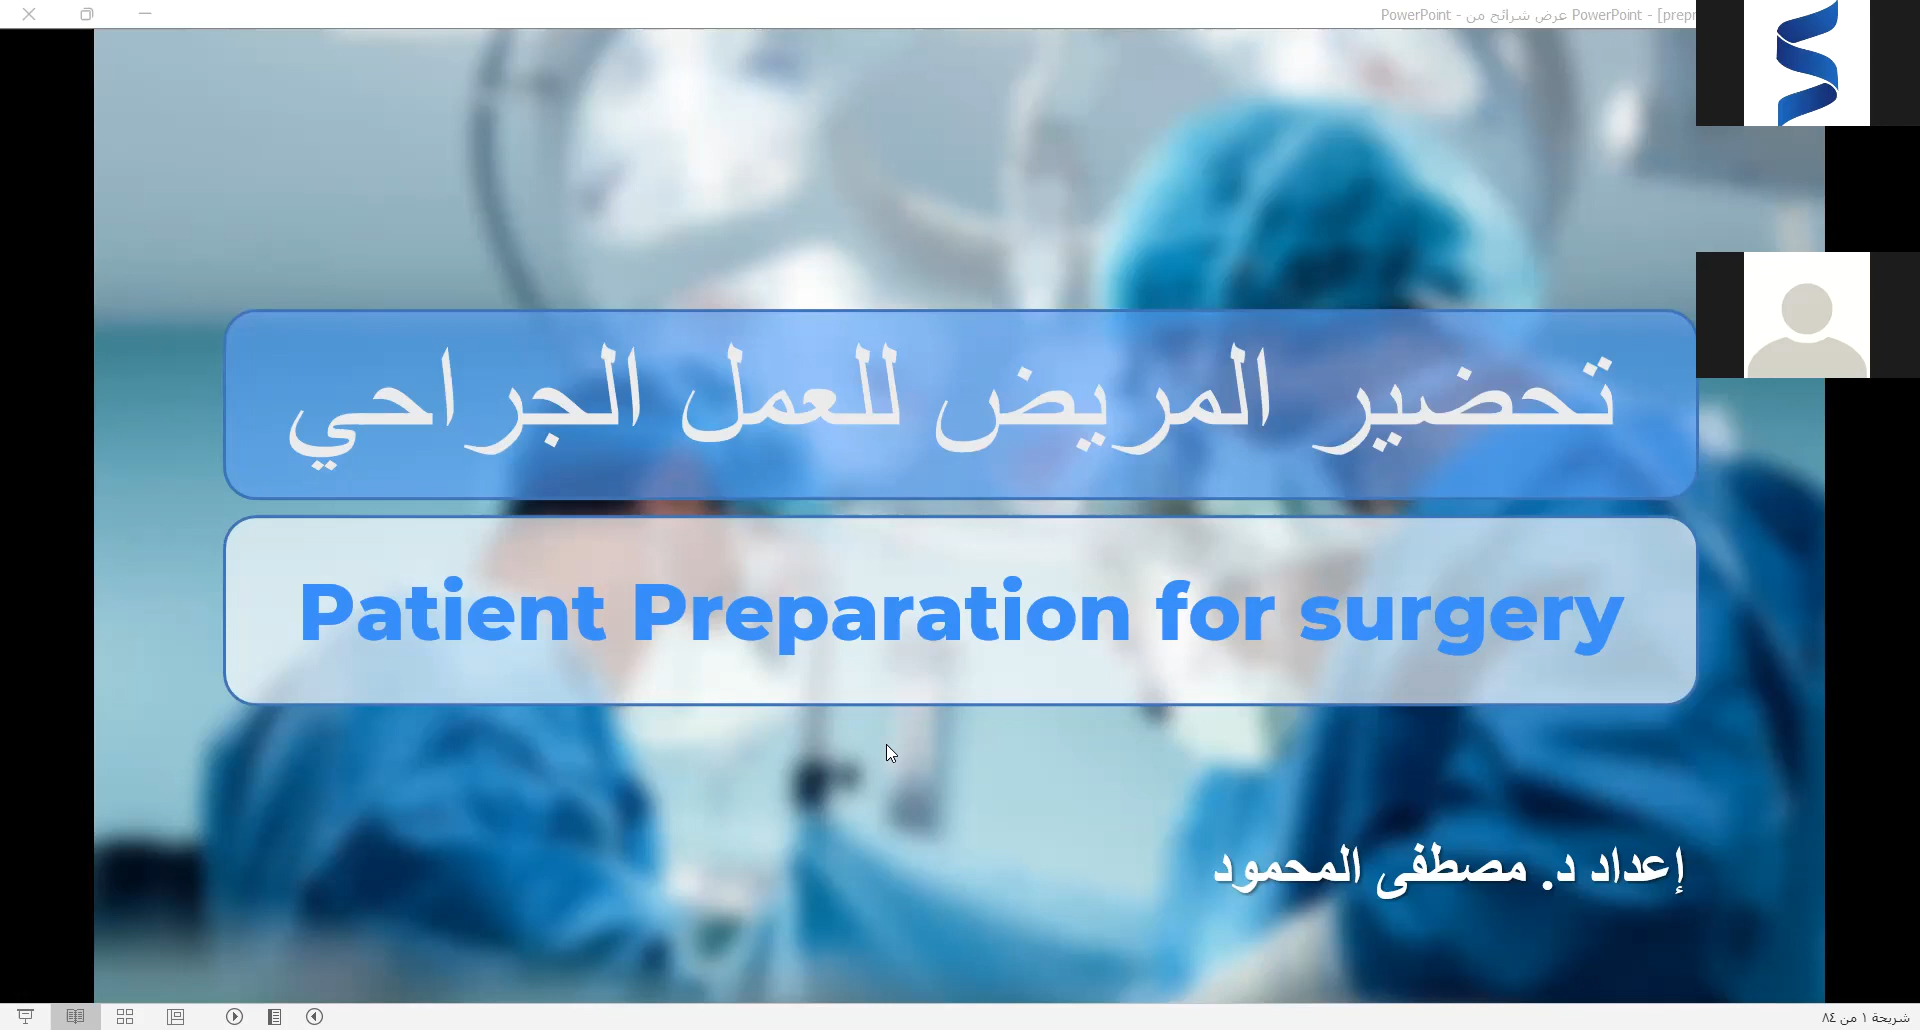 PowerPoint - عرض شرائح من PowerPoint - [prepr
تحضير المريض للعمل الجراحي
Patient Preparation for surgery
إعداد د. مصطفى المحمود
شريحة ١ من ٨٤